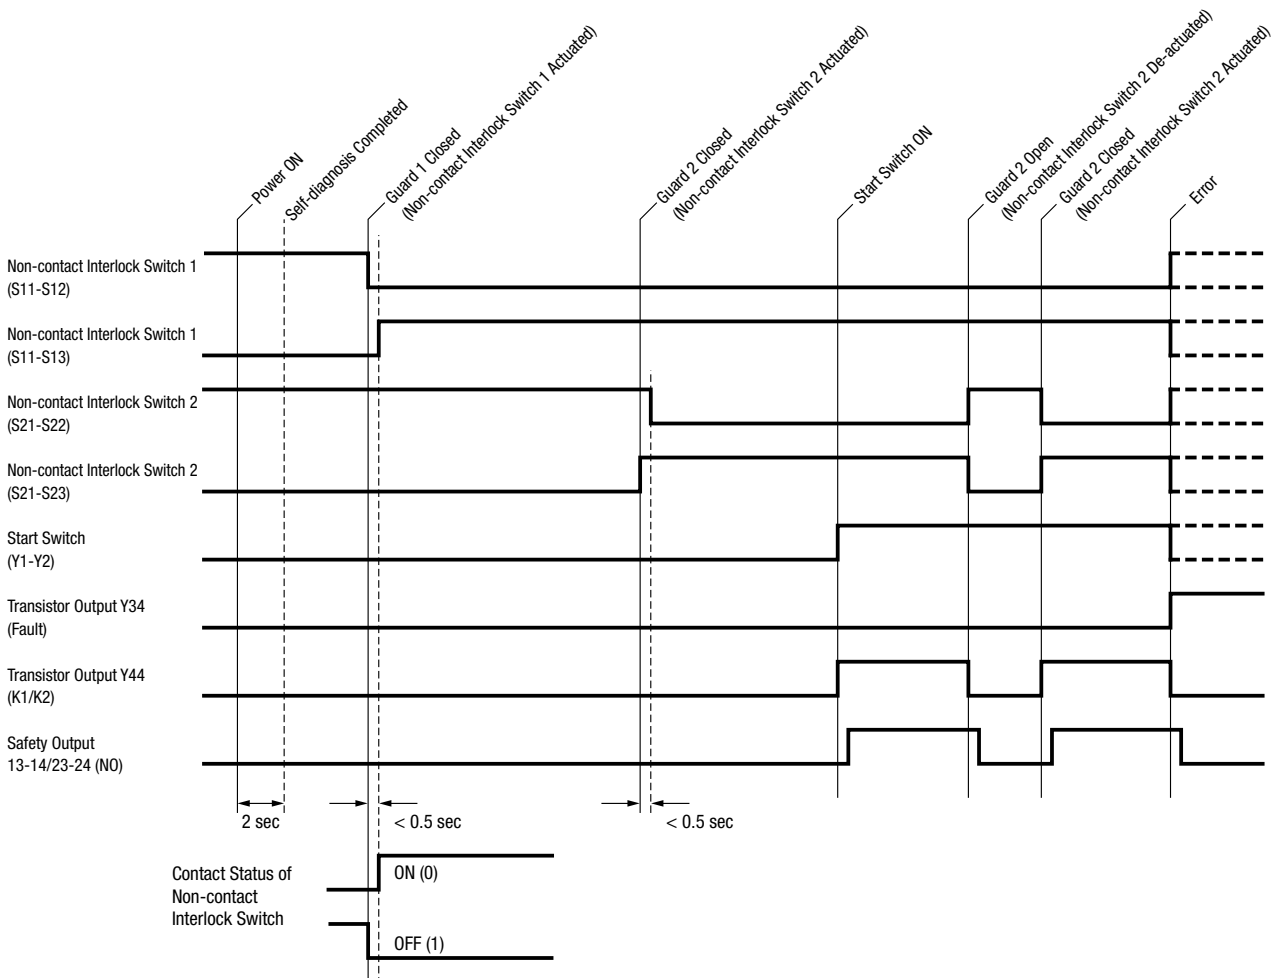 Power ON
Self-diagnosis Completed
Guard 1 Closed
(Non-contact Interlock Switch 1 Actuated)
Guard 2 Closed
(Non-contact Interlock Switch 2 Actuated)
Start Switch ON
Guard 2 Open
(Non-contact Interlock Switch 2 De-actuated)
Guard 2 Closed
(Non-contact Interlock Switch 2 Actuated)
Error
Non-contact Interlock Switch 1
(S11-S12)
Non-contact Interlock Switch 1
(S11-S13)
Non-contact Interlock Switch 2
(S21-S22)
Non-contact Interlock Switch 2
(S21-S23)
Start Switch
(Y1-Y2)
Transistor Output Y34
(Fault)
Transistor Output Y44
(K1/K2)
Safety Output
13-14/23-24 (NO)
2 sec
< 0.5 sec
< 0.5 sec
Contact Status of
Non-contact
Interlock Switch
ON (0)
OFF (1)